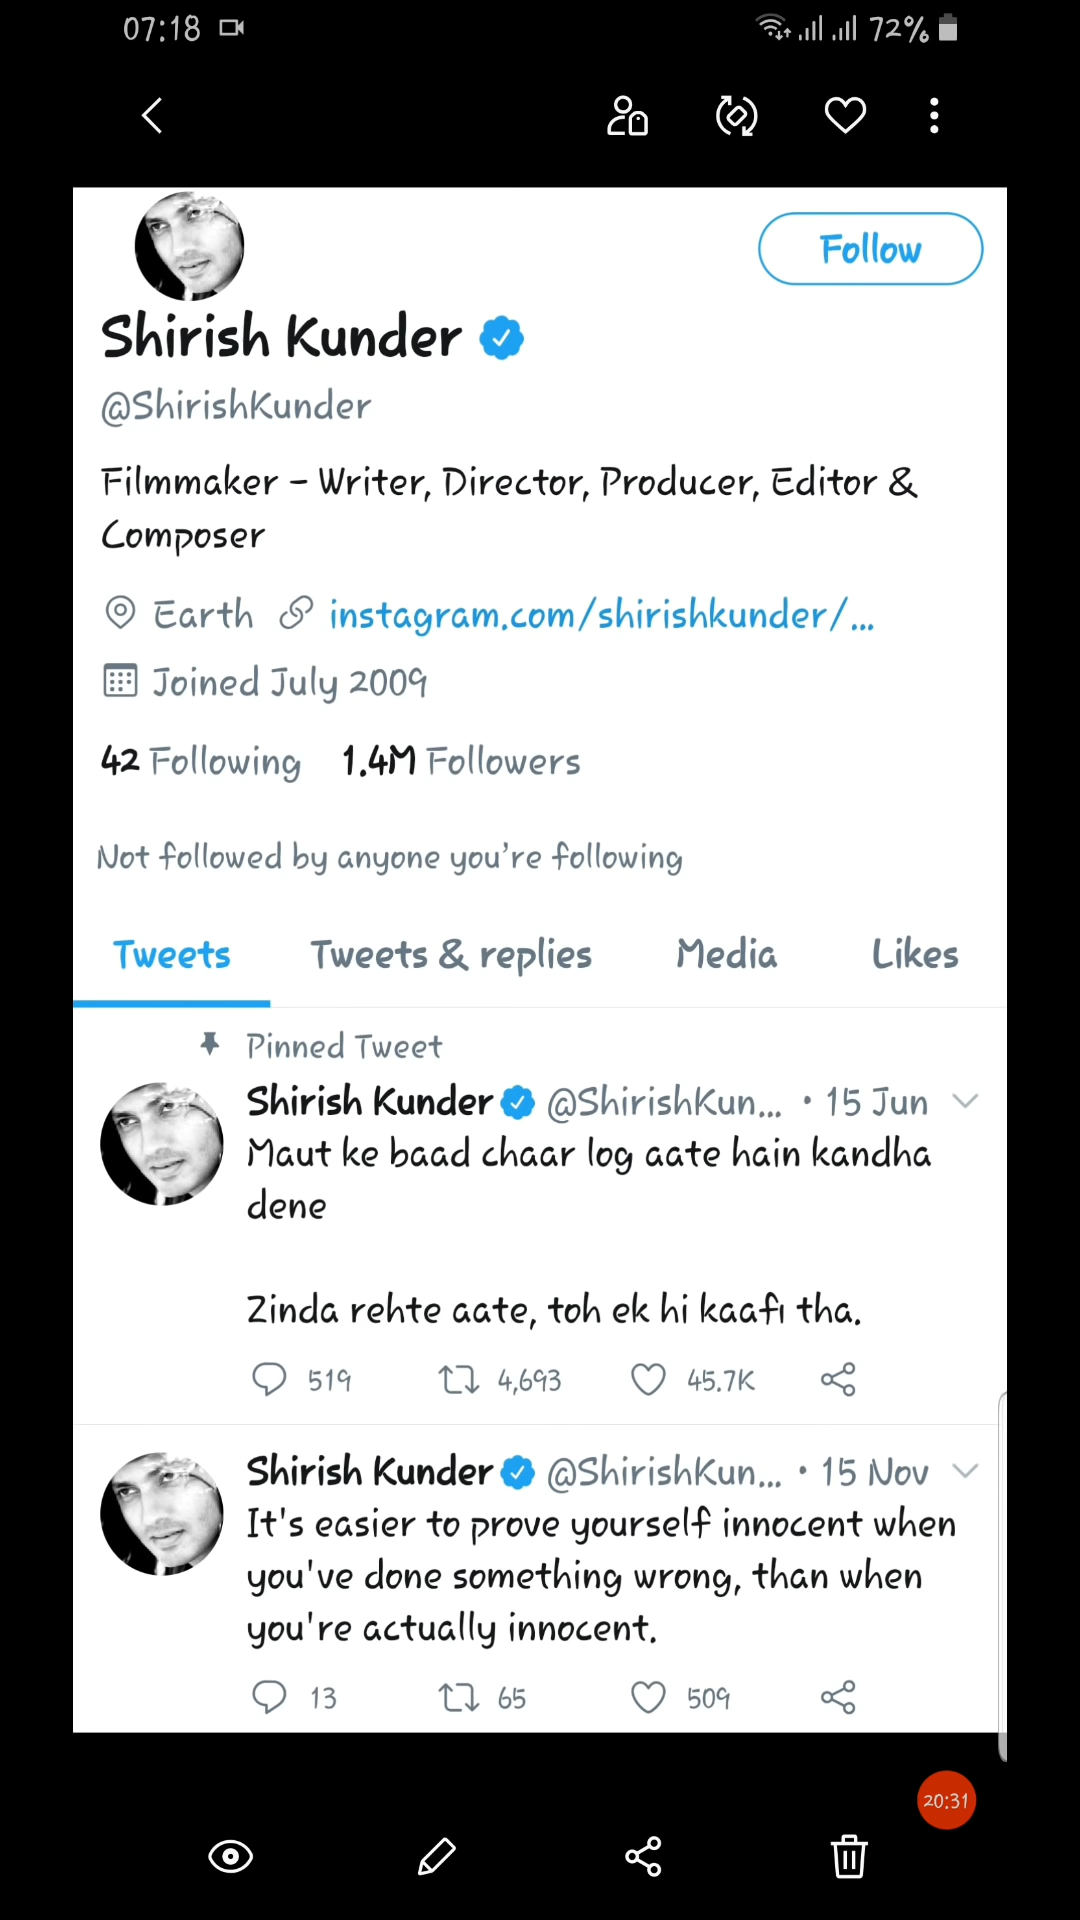 07:18
72%
Follow
Shirish Kunder
@ShirishKunder
Filmmaker - Writer, Director, Producer, Editor &
Composer
Earth instagram.com/shirishkunder/...
Joined July 2009
42 Following 1.4M Followers
Not followed by anyone you're following
Tweets Tweets & replies Media Likes
Pinned Tweet
Shirish Kunder @ShirishKun... • 15 Jun
Maut ke baad chaar log aate hain kandha
dene
Zinda rehte aate, toh ek hi kaafi tha.
519 4,693 45.7K
Shirish Kunder @ShirishKun... • 15 Nov
It's easier to prove yourself innocent when
you've done something wrong, than when
you're actually innocent.
13 65 509
20:31